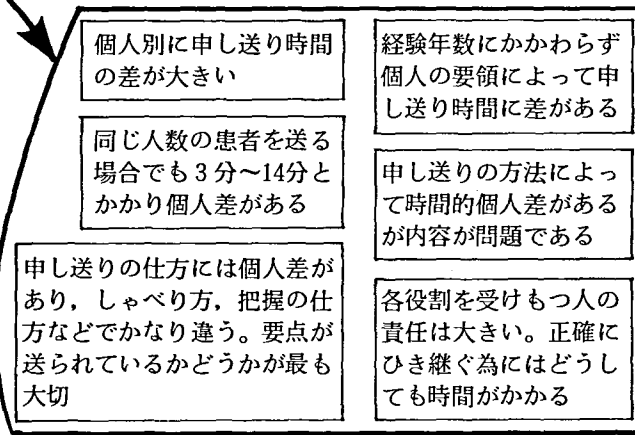 個人別に申し送り時間
の差が大きい
同じ人数の患者を送る
場合でも3分〜14分と
かかり個人差がある
申し送りの仕方には個人差が
あり，しゃべり方，把握の仕
方などでかなり違う。要点が
送られているかどうかが最も
大切
経験年数にかかわらず
個人の要領によって申
し送り時間に差がある
申し送りの方法によっ
て時間的個人差がある
が内容が問題である
各役割を受けもつ人の
責任は大きい。正確に
ひき継ぐ為にはどうし
ても時間がかかる